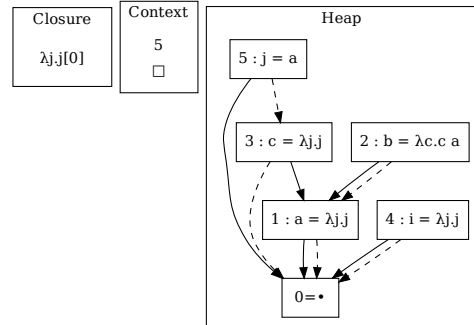 Closure
λj.j[0]
Context
5
□
Heap
5 : j = a
3 : c = λj.j
2 : b = λc.c a
1 : a = λj.j
4 : i = λj.j
0=•